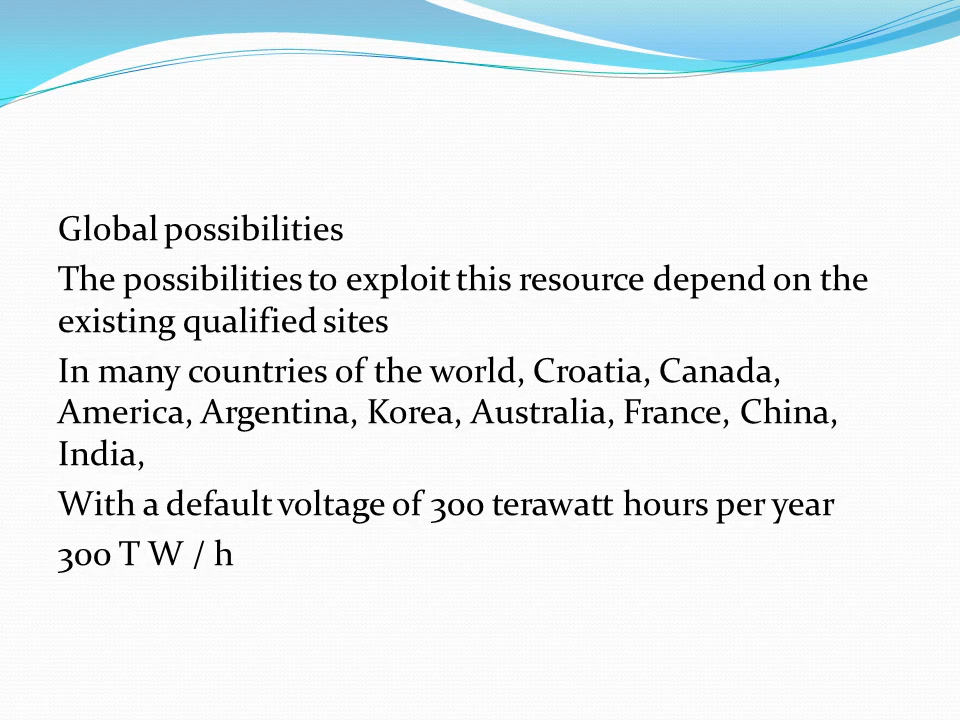 Global possibilities
The possibilities to exploit this resource depend on the
existing qualified sites
In many countries of the world, Croatia, Canada,
America, Argentina, Korea, Australia, France, China,
India,
With a default voltage of 300 terawatt hours per year
300 T W / h